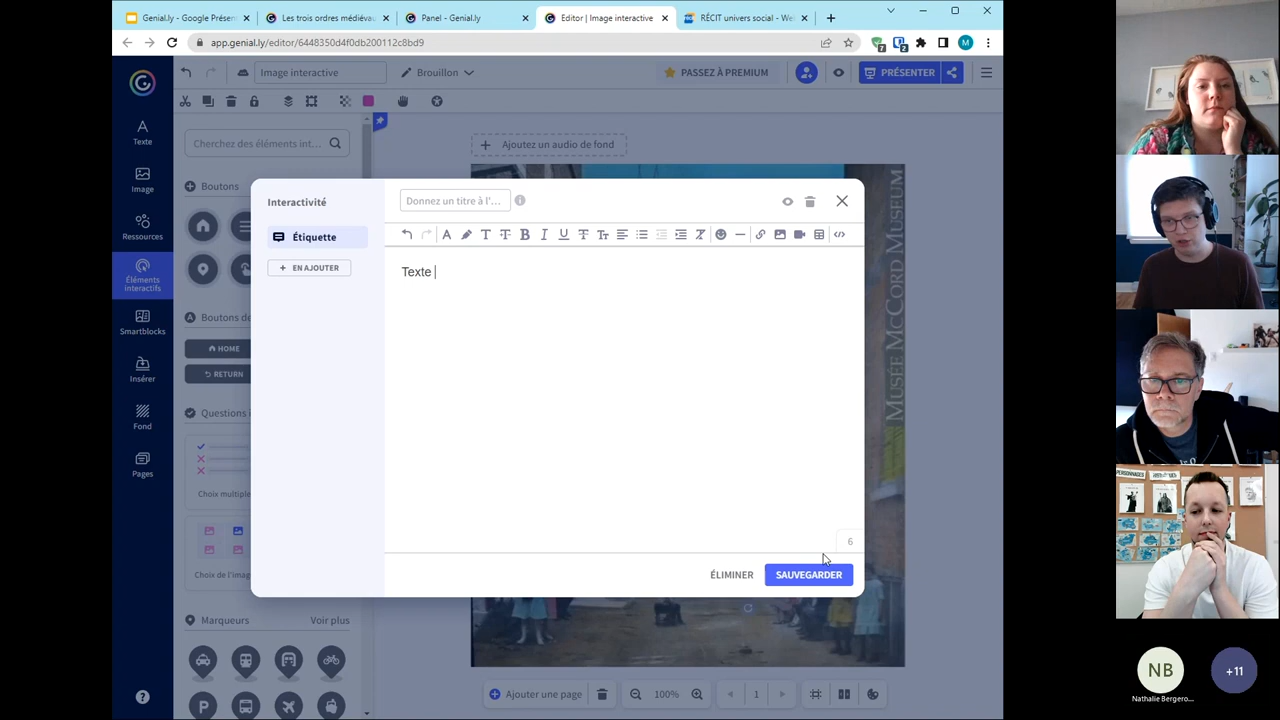 Genial.ly - Google Présent
Les trois ordres médiévau
Panel - Genial.ly
Editor | Image interactive
RÉCIT univers social - We
app.genial.ly/editor/6448350d4f0db200112c8bd9
7
2
M
Image interactive
Brouillon
PASSEZ À PREMIUM
PRÉSENTER
Texte
Image
Ressources
Éléments
interactifs
Smartblocks
Insérer
Fond
Pages
Cherchez des éléments int...
Boutons
Boutons de
HOME
RETURN
Questions i
Choix multiple
Choix de l'imag
Marqueurs
Voir plus
Ajoutez un audio de fond
MUSÉE MCCORD MUSEUM
Interactivité
Étiquette
+ EN AJOUTER
Donnez un titre à l'...
Texte
6
ÉLIMINER
SAUVEGARDER
Ajouter une page
100%
1
PERSONNAGES
NB
Nathalie Bergero...
+11